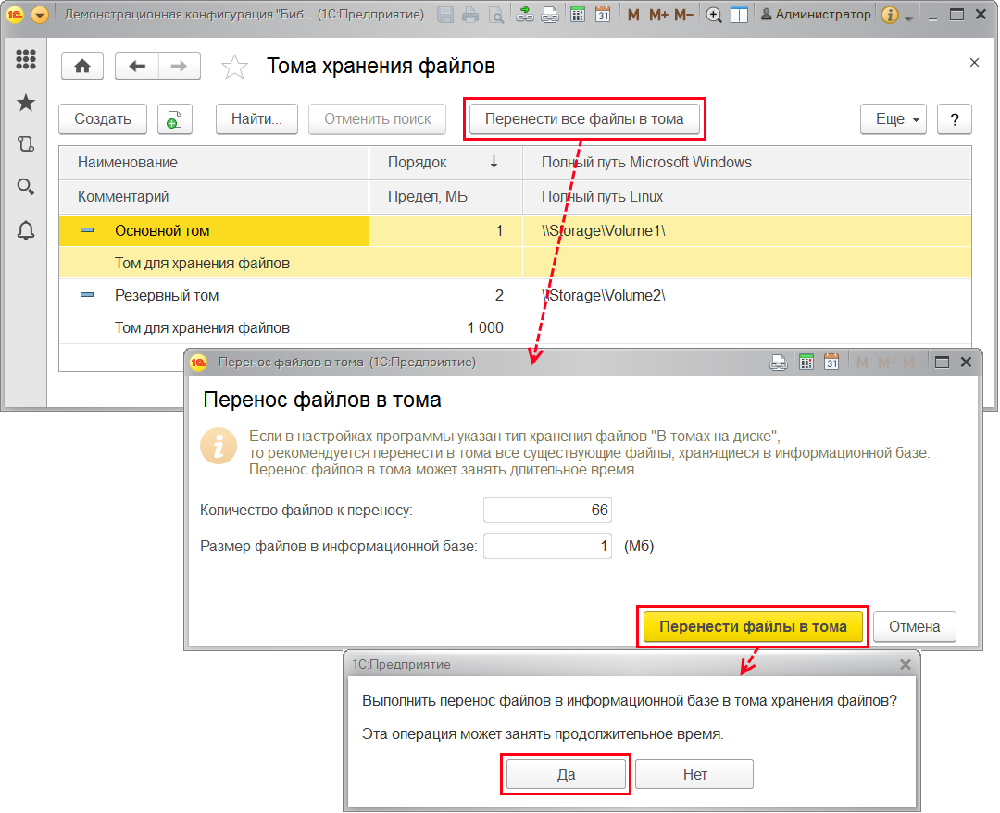 Демонстрационная конфигурация "Биб... (1С:Предприятие) 31 M M+ M- Администратор
Тома хранения файлов
Создать Найти... Отменить поиск Перенести все файлы в тома Еще ?
Наименование Порядок ↓ Полный путь Microsoft Windows
Комментарий Предел, МБ Полный путь Linux
Основной том 1 \\Storage\Volume1\
Том для хранения файлов
Резервный том 2 \\Storage\Volume2\
Том для хранения файлов 1 000
1С Перенос файлов в тома (1С:Предприятие) 31 M M+ M-
Перенос файлов в тома
Если в настройках программы указан тип хранения файлов "В томах на диске",
то рекомендуется перенести в тома все существующие файлы, хранящиеся в информационной базе.
Перенос файлов в тома может занять длительное время.
Количество файлов к переносу: 66
Размер файлов в информационной базе: 1 (Мб)
Перенести файлы в тома Отмена
1С:Предприятие
Выполнить перенос файлов в информационной базе в тома хранения файлов?
Эта операция может занять продолжительное время.
Да Нет